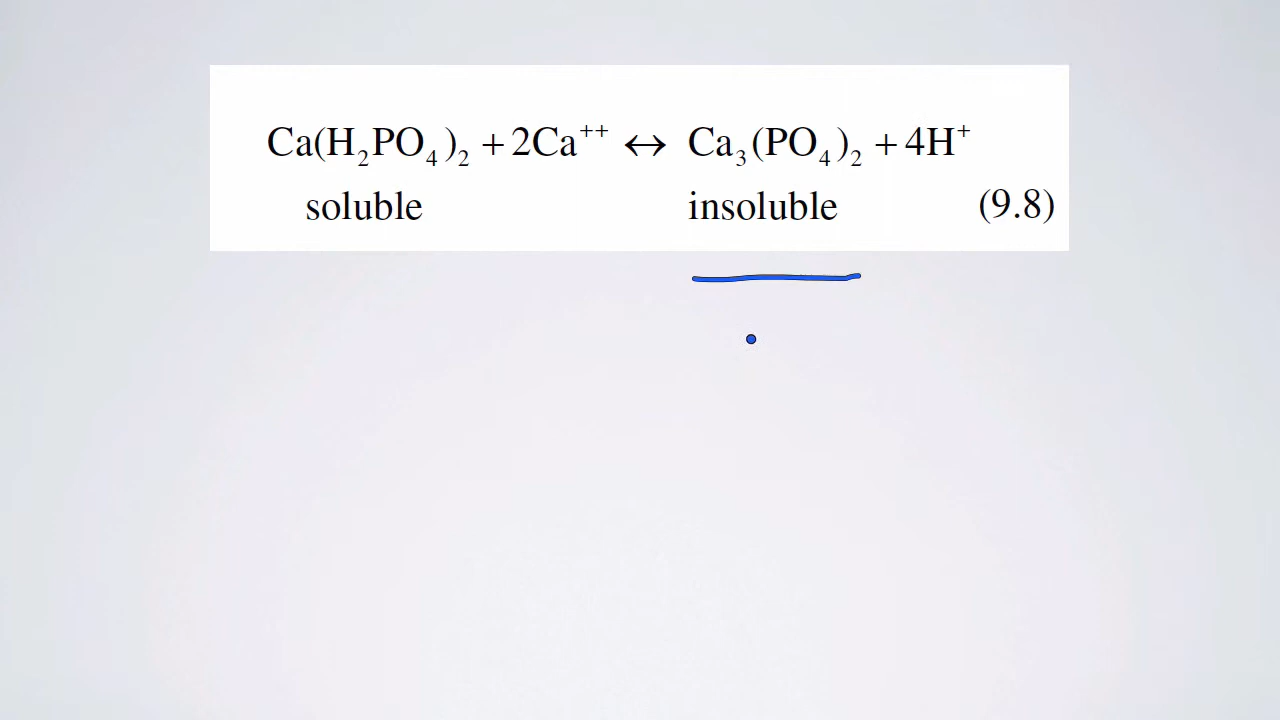 Ca(H₂PO₄)₂ + 2Ca⁺⁺ ↔ Ca₃(PO₄)₂ + 4H⁺
soluble insoluble (9.8)